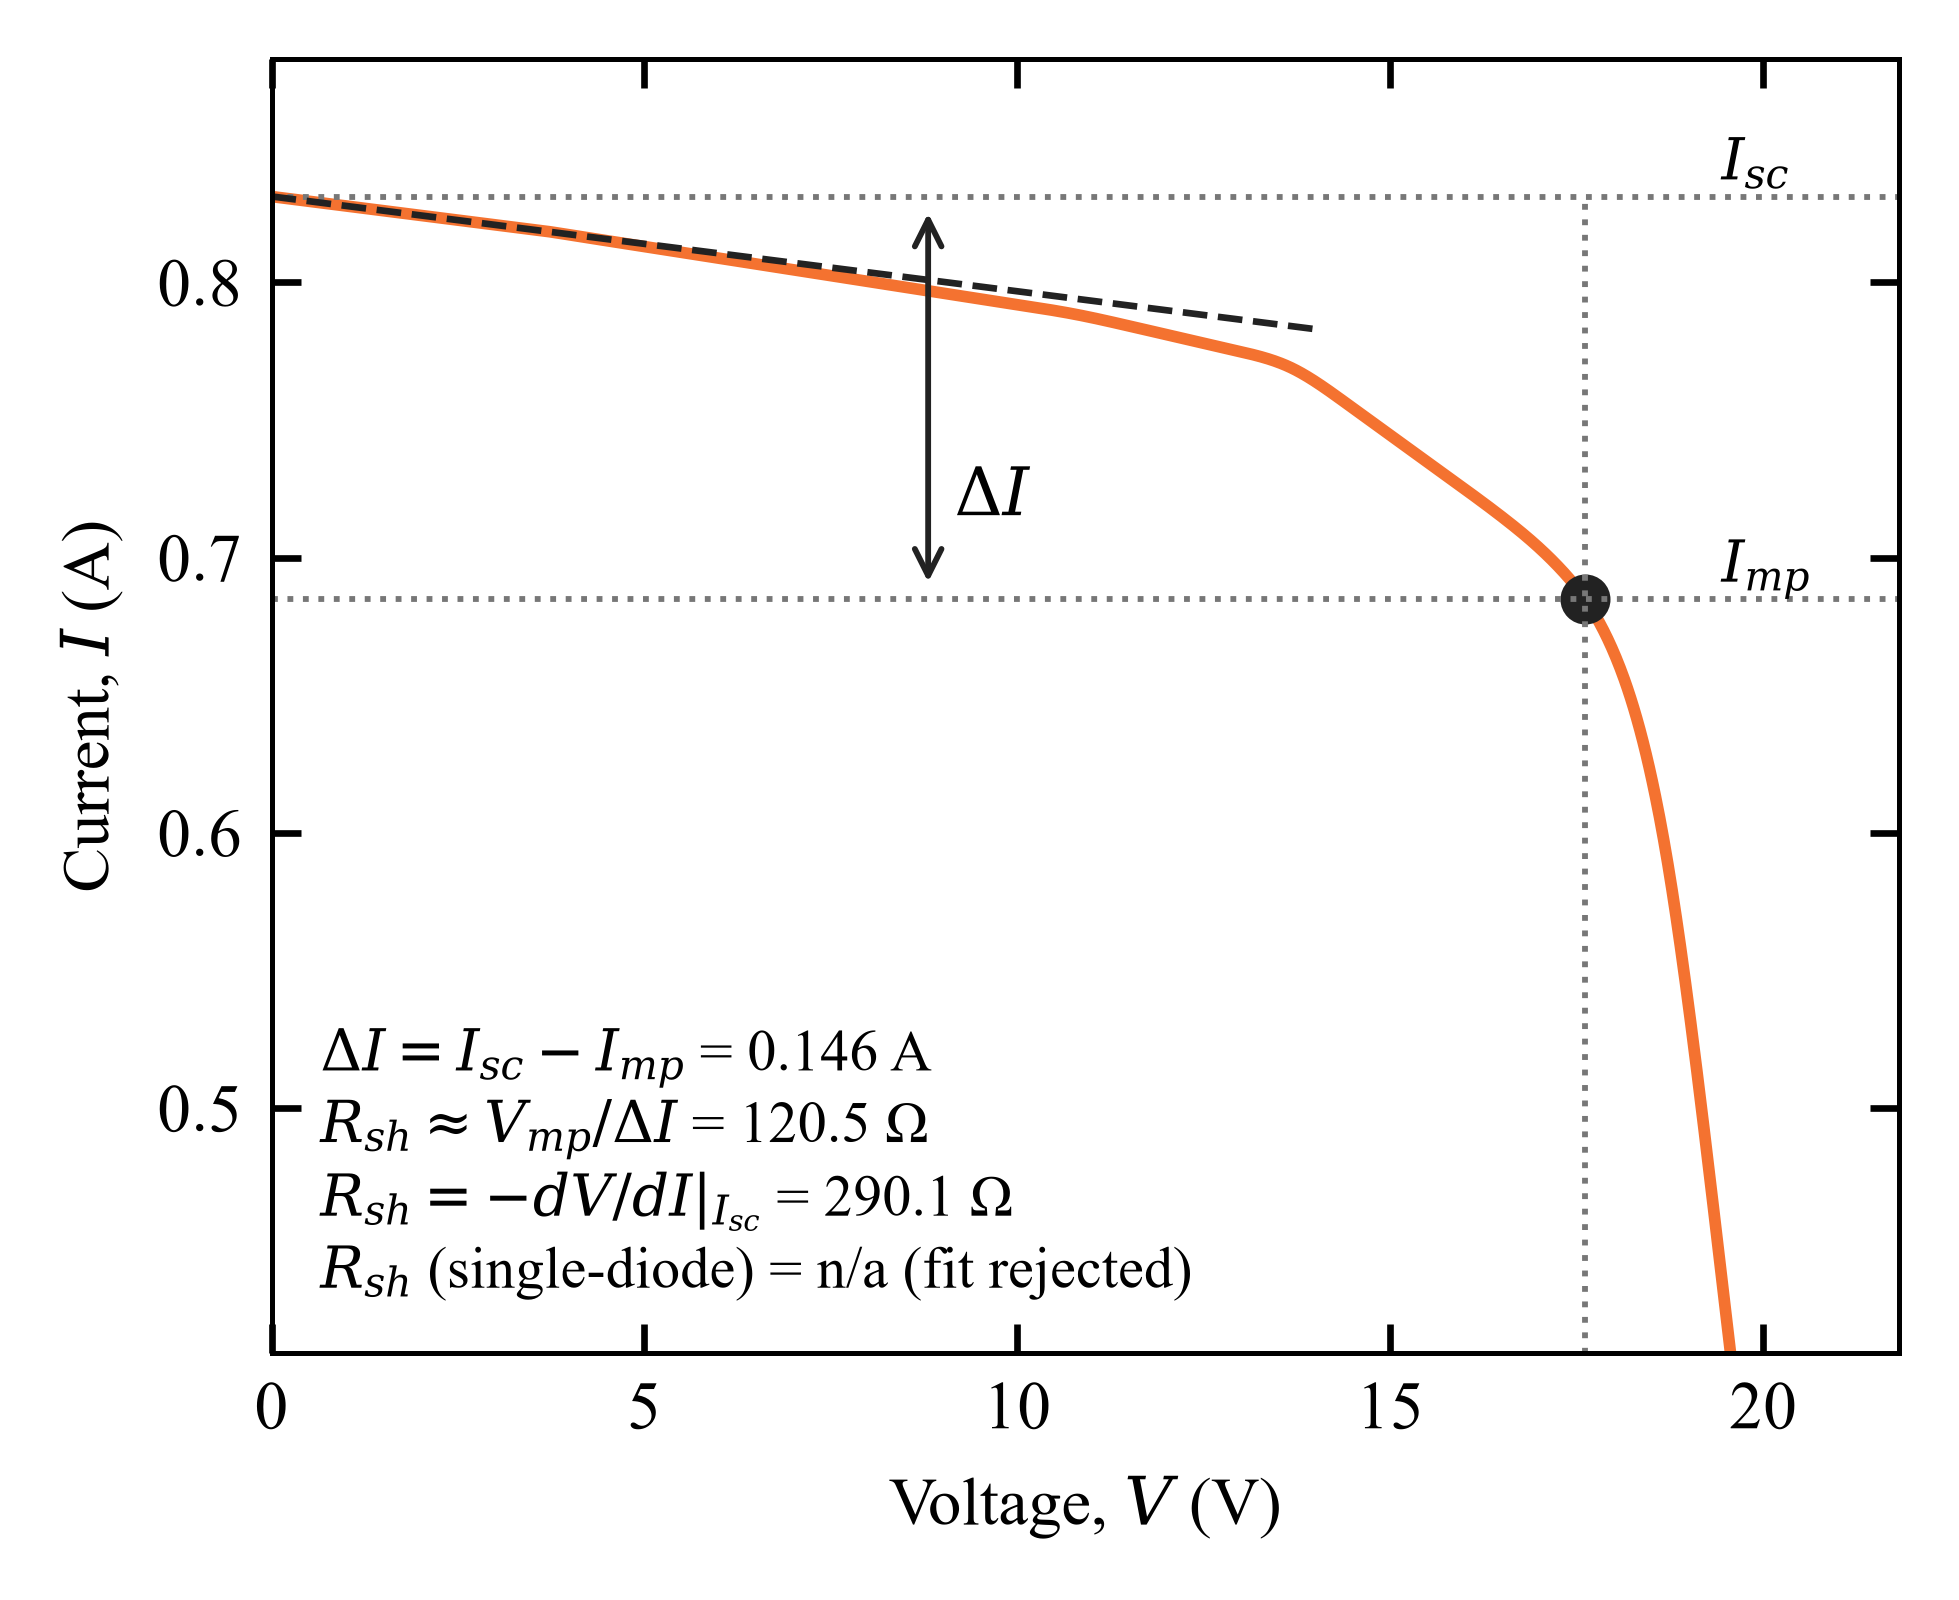 I_sc
0.8
ΔI
0.7
I_mp
0.6
0.5
Current, I (A)
ΔI = I_sc − I_mp = 0.146 A
R_sh ≈ V_mp/ΔI = 120.5 Ω
R_sh = −dV/dI|_I_sc = 290.1 Ω
R_sh (single-diode) = n/a (fit rejected)
0 5 10 15 20
Voltage, V (V)